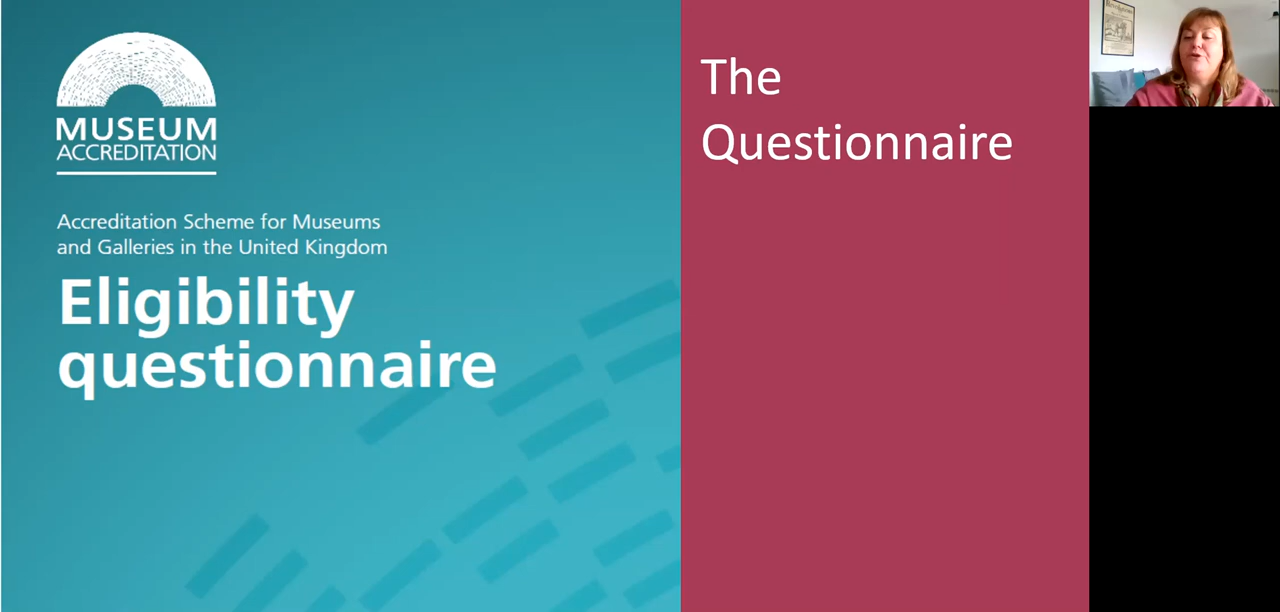 MUSEUM
ACCREDITATION
Accreditation Scheme for Museums
and Galleries in the United Kingdom
Eligibility
questionnaire
The
Questionnaire